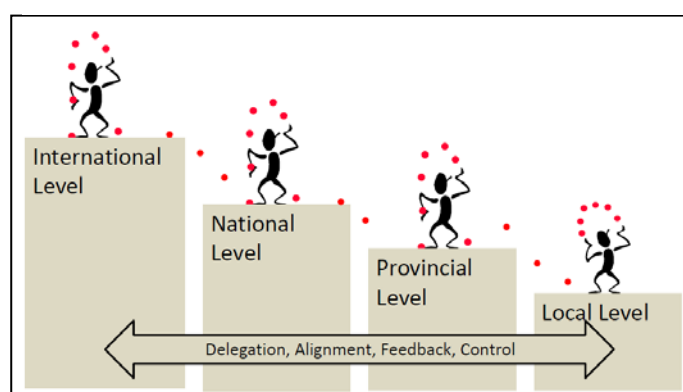 International
Level
National
Level
Provincial
Level
Local Level
Delegation, Alignment, Feedback, Control